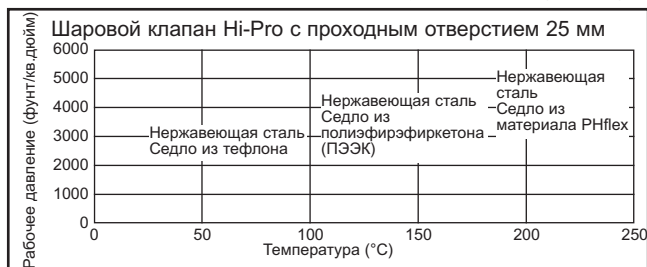 Шаровой клапан Hi-Pro с проходным отверстием 25 мм
Рабочее давление (фунт/кв.дюйм)
6000
5000
4000
3000
2000
1000
0
Нержавеющая сталь
Седло из тефлона
Нержавеющая сталь
Седло из
полиэфирэфиркетона
(ПЭЭК)
Нержавеющая
сталь
Седло из
материала PHflex
0 50 100 150 200 250
Температура (°C)